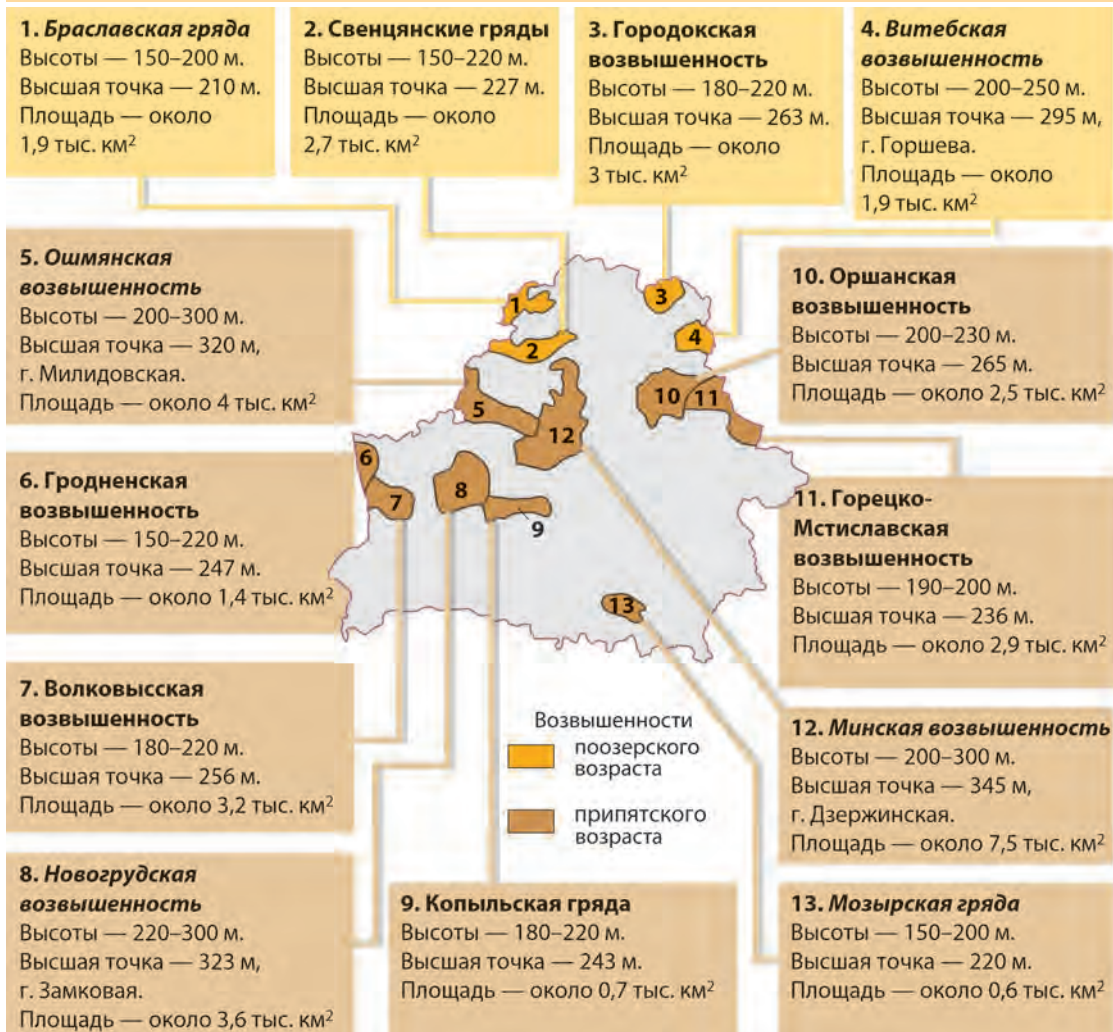 1. Браславская гряда
Высоты — 150–200 м.
Высшая точка — 210 м.
Площадь — около
1,9 тыс. км²
2. Свенцянские гряды
Высоты — 150–220 м.
Высшая точка — 227 м.
Площадь — около
2,7 тыс. км²
3. Городокская
возвышенность
Высоты — 180–220 м.
Высшая точка — 263 м.
Площадь — около
3 тыс. км²
4. Витебская
возвышенность
Высоты — 200–250 м.
Высшая точка — 295 м,
г. Горшева.
Площадь — около
1,9 тыс. км²
5. Ошмянская
возвышенность
Высоты — 200–300 м.
Высшая точка — 320 м,
г. Милидовская.
Площадь — около 4 тыс. км²
6. Гродненская
возвышенность
Высоты — 150–220 м.
Высшая точка — 247 м.
Площадь — около 1,4 тыс. км²
7. Волковысская
возвышенность
Высоты — 180–220 м.
Высшая точка — 256 м.
Площадь — около 3,2 тыс. км²
8. Новогрудская
возвышенность
Высоты — 220–300 м.
Высшая точка — 323 м,
г. Замковая.
Площадь — около 3,6 тыс. км²
1
2
3
4
5
6
7
8
9
10
11
12
13
Возвышенности
поозерского
возраста
припятского
возраста
9. Копыльская гряда
Высоты — 180–220 м.
Высшая точка — 243 м.
Площадь — около 0,7 тыс. км²
10. Оршанская
возвышенность
Высоты — 200–230 м.
Высшая точка — 265 м.
Площадь — около 2,5 тыс. км²
11. Горецко-
Мстиславская
возвышенность
Высоты — 190–200 м.
Высшая точка — 236 м.
Площадь — около 2,9 тыс. км²
12. Минская возвышенность
Высоты — 200–300 м.
Высшая точка — 345 м,
г. Дзержинская.
Площадь — около 7,5 тыс. км²
13. Мозырская гряда
Высоты — 150–200 м.
Высшая точка — 220 м.
Площадь — около 0,6 тыс. км²